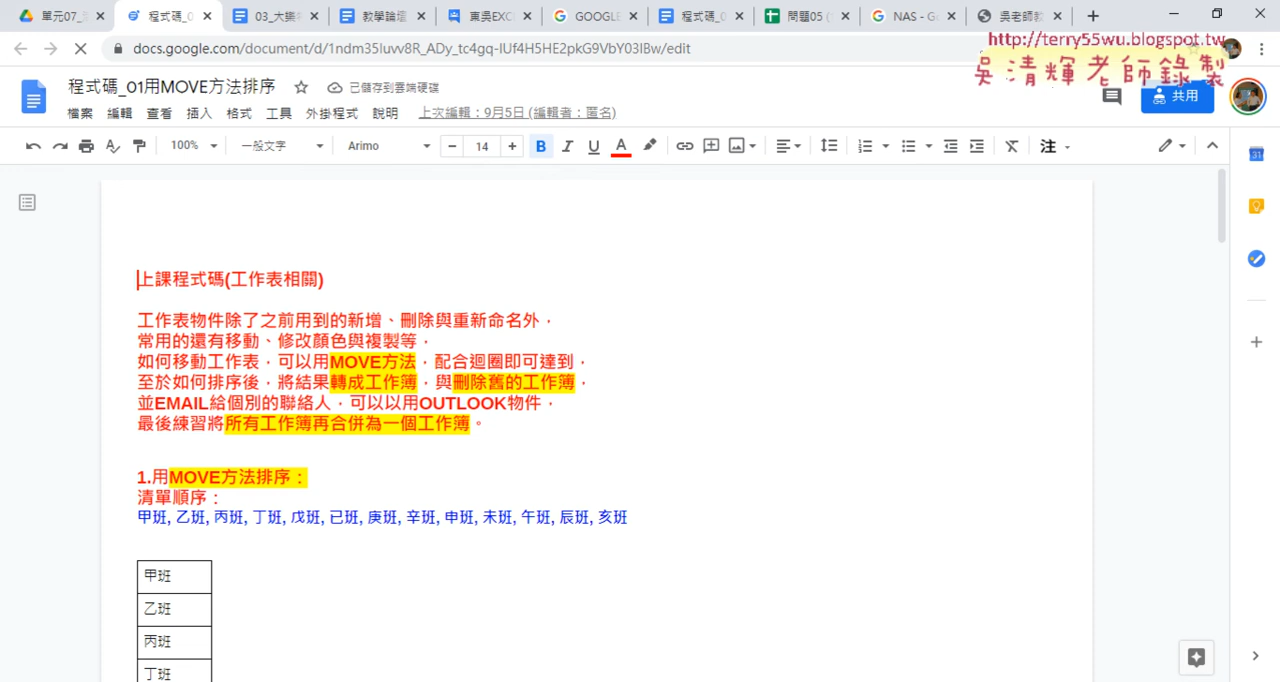 單元07_
程式碼_0
03_大樂
教學論壇
東吳EXC
GOOGLE
程式碼_0
問題05 (
NAS - G
吳老師教
docs.google.com/document/d/1ndm35luvv8R_ADy_tc4gq-IUf4H5HE2pkG9VbY03IBw/edit
http://terry55wu.blogspot.tw
吳清輝老師錄製
程式碼_01用MOVE方法排序
已儲存到雲端硬碟
檔案 編輯 查看 插入 格式 工具 外掛程式 說明 上次編輯：9月5日 (編輯者：匿名)
共用
100% 一般文字 Arimo 14 B I U A 注
31
上課程式碼(工作表相關)
工作表物件除了之前用到的新增、刪除與重新命名外，
常用的還有移動、修改顏色與複製等，
如何移動工作表，可以用MOVE方法，配合迴圈即可達到，
至於如何排序後，將結果轉成工作簿，與刪除舊的工作簿，
並EMAIL給個別的聯絡人，可以以用OUTLOOK物件，
最後練習將所有工作簿再合併為一個工作簿。
1.用MOVE方法排序：
清單順序：
甲班, 乙班, 丙班, 丁班, 戊班, 已班, 庚班, 辛班, 申班, 未班, 午班, 辰班, 亥班
甲班
乙班
丙班
丁班